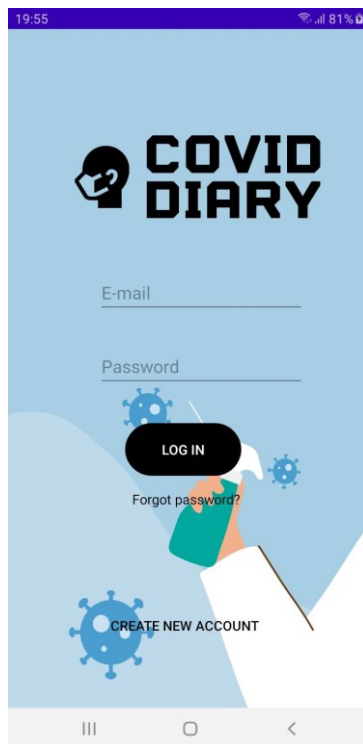 19:55
81%
COVID
DIARY
E-mail
Password
LOG IN
Forgot password?
CREATE NEW ACCOUNT